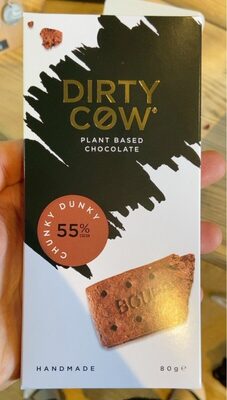 DIRTY
COW
PLANT BASED
CHOCOLATE
CHUNKY DUNKY
55%
HANDMADE
80g e